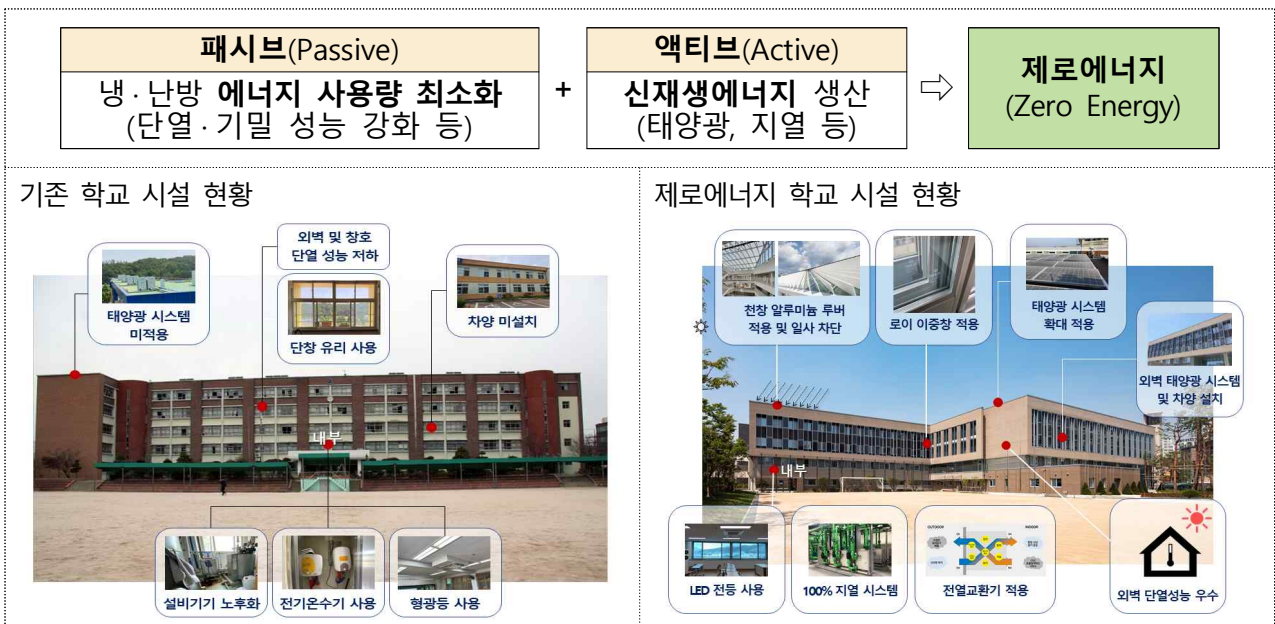 패시브(Passive)
냉·난방 에너지 사용량 최소화
(단열·기밀 성능 강화 등)
+
액티브(Active)
신재생에너지 생산
(태양광, 지열 등)
⇨
제로에너지
(Zero Energy)
기존 학교 시설 현황
태양광 시스템
미적용
외벽 및 창호
단열 성능 저하
단창 유리 사용
차양 미설치
내부
설비기기 노후화
전기온수기 사용
형광등 사용
제로에너지 학교 시설 현황
천창 알루미늄 루버
적용 및 일사 차단
로이 이중창 적용
태양광 시스템
확대 적용
외벽 태양광 시스템
및 차양 설치
내부
LED 전등 사용
100% 지열 시스템
OUTDOOR
INDOOR
전열교환기 적용
외벽 단열성능 우수